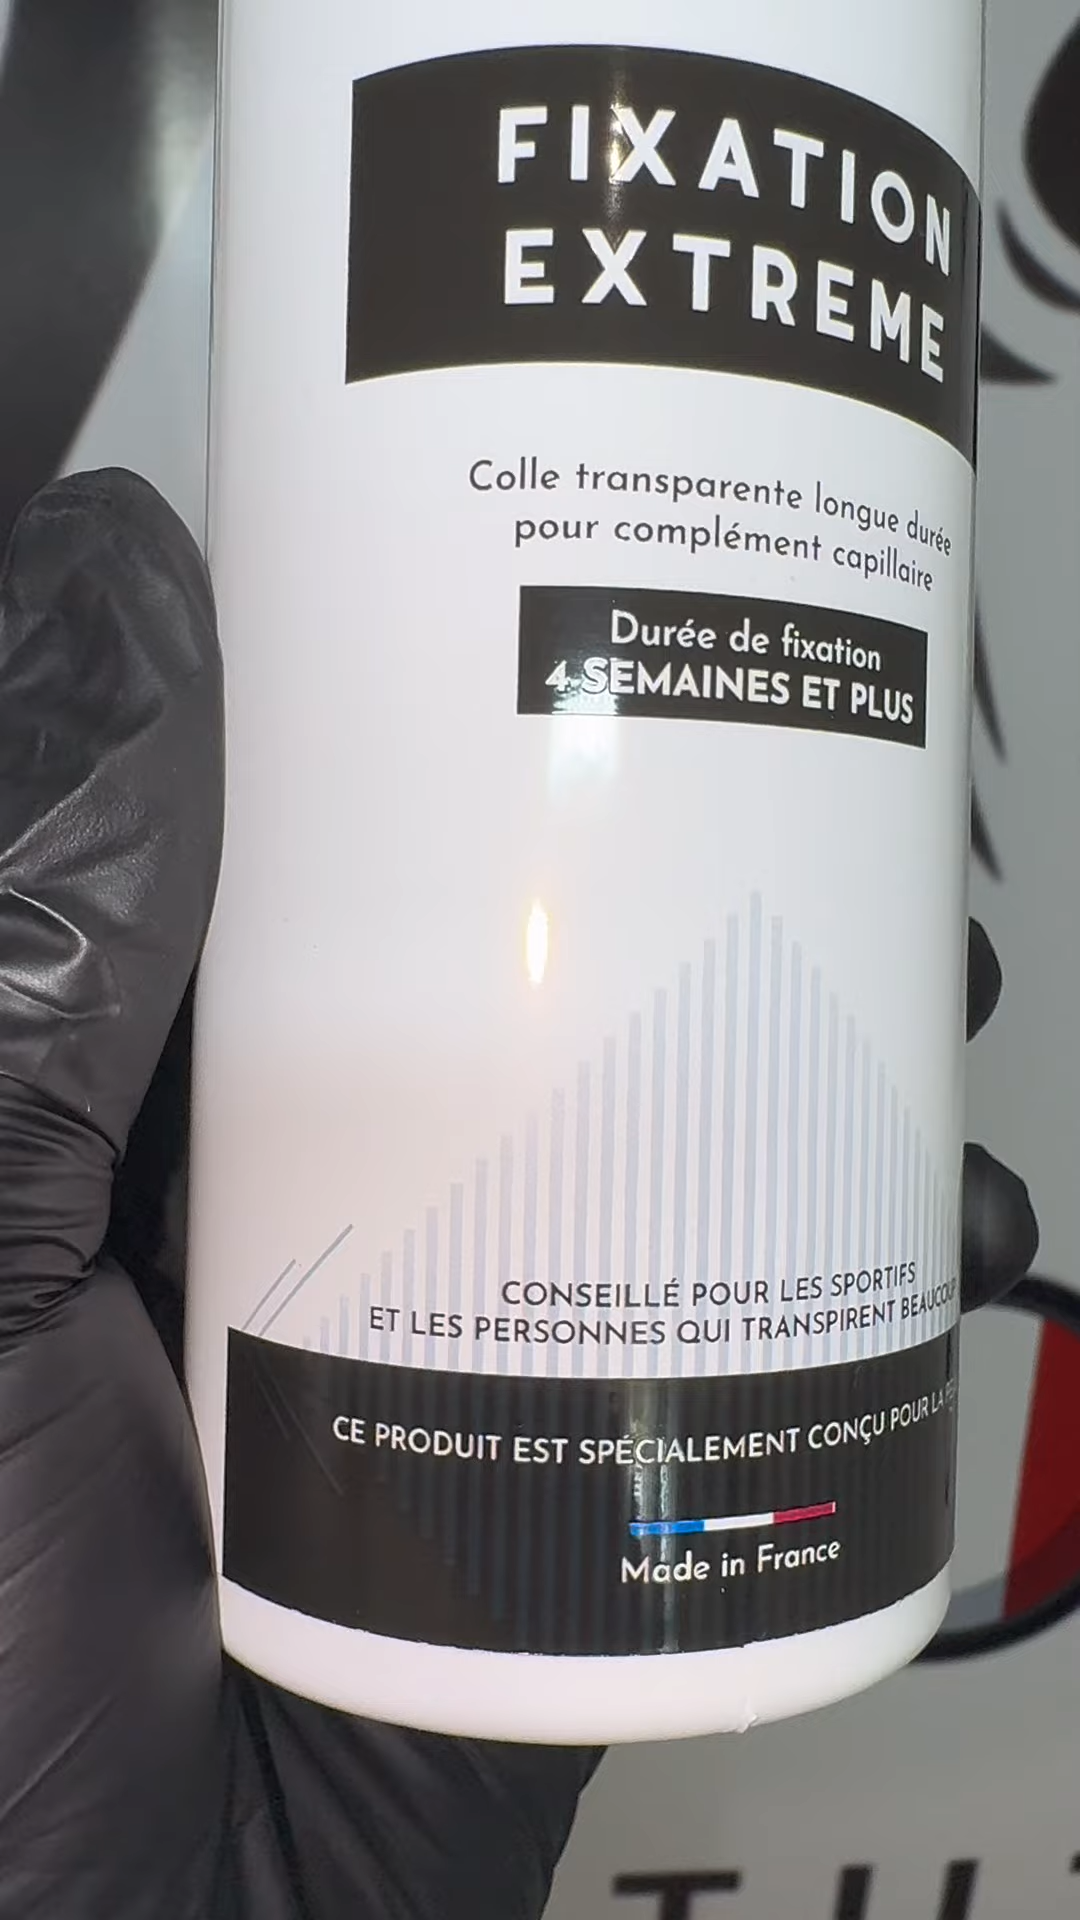 FIXATION
EXTREME
Colle transparente longue durée
pour complément capillaire
Durée de fixation
4 SEMAINES ET PLUS
CONSEILLÉ POUR LES SPORTIFS
ET LES PERSONNES QUI TRANSPIRENT BEAUCOUP
CE PRODUIT EST SPÉCIALEMENT CONÇU POUR LA
Made in France